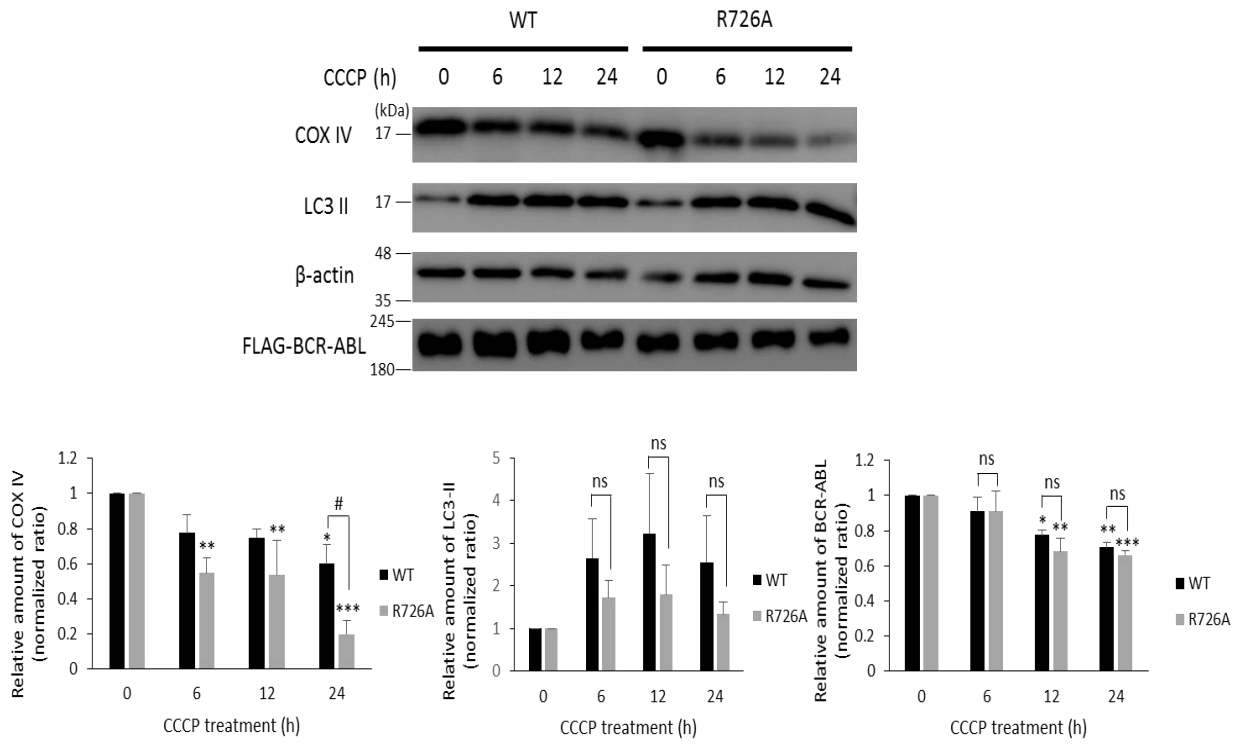 WT R726A
CCCP (h) 0 6 12 24 0 6 12 24
(kDa)
COX IV 17
LC3 II 17
48
β-actin
35
245
FLAG-BCR-ABL
180
Relative amount of COX IV
(normalized ratio)
1.2
1
0.8
0.6
0.4
0.2
0
** ** * # ***
WT
R726A
0 6 12 24
CCCP treatment (h)
Relative amount of LC3-II
(normalized ratio)
5
4
3
2
1
0
ns ns ns
WT
R726A
0 6 12 24
CCCP treatment (h)
Relative amount of BCR-ABL
(normalized ratio)
1.2
1
0.8
0.6
0.4
0.2
0
ns ns ns
* ** ** ***
WT
R726A
0 6 12 24
CCCP treatment (h)